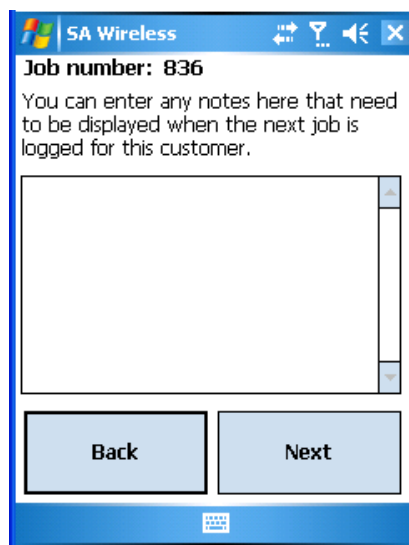 SA Wireless
Job number: 836
You can enter any notes here that need
to be displayed when the next job is
logged for this customer.
Back
Next